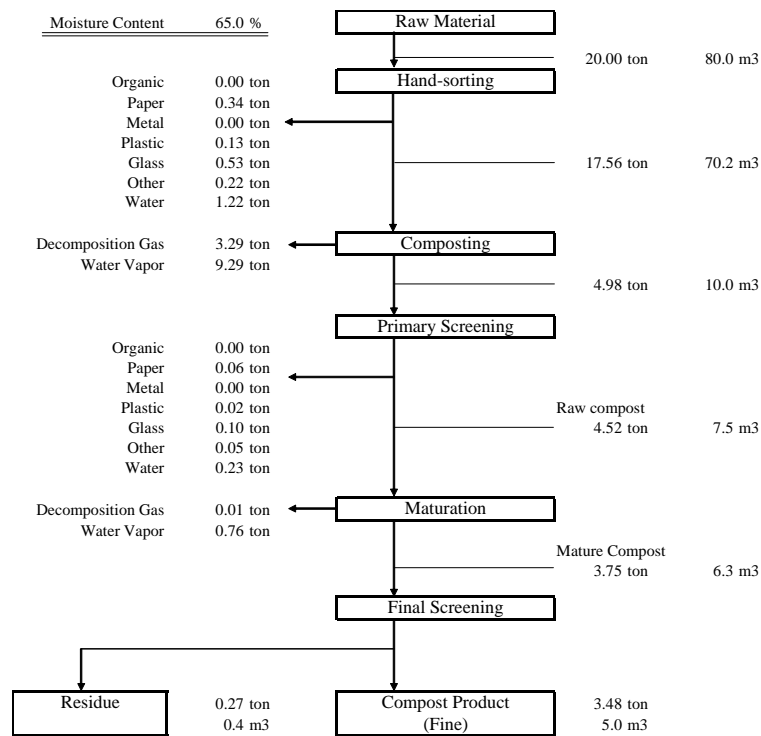 Moisture Content 65.0 % Raw Material
20.00 ton 80.0 m3
Organic 0.00 ton Hand-sorting
Paper 0.34 ton
Metal 0.00 ton
Plastic 0.13 ton
Glass 0.53 ton 17.56 ton 70.2 m3
Other 0.22 ton
Water 1.22 ton
Decomposition Gas 3.29 ton Composting
Water Vapor 9.29 ton
4.98 ton 10.0 m3
Primary Screening
Organic 0.00 ton
Paper 0.06 ton
Metal 0.00 ton
Plastic 0.02 ton Raw compost
Glass 0.10 ton 4.52 ton 7.5 m3
Other 0.05 ton
Water 0.23 ton
Decomposition Gas 0.01 ton Maturation
Water Vapor 0.76 ton
Mature Compost
3.75 ton 6.3 m3
Final Screening
Residue 0.27 ton Compost Product 3.48 ton
0.4 m3 (Fine) 5.0 m3